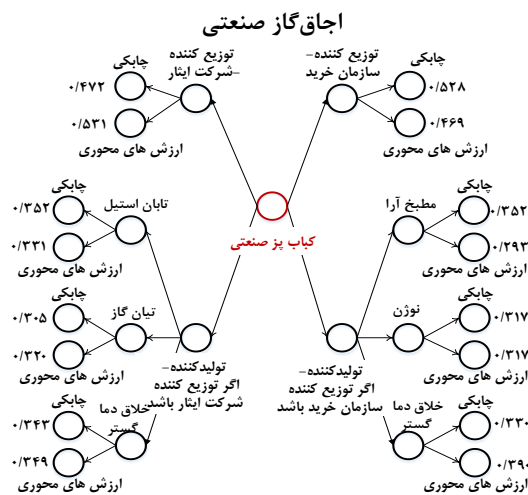 اجاق‌گاز صنعتی
توزیع کننده–
سازمان خرید
چابکی
۰/۵۲۸
۰/۴۶۹
ارزش های محوری
توزیع کننده
–شرکت ایثار
چابکی
۰/۴۷۲
۰/۵۳۱
ارزش های محوری
کباب پز صنعتی
مطبخ آرا
چابکی
۰/۳۵۲
۰/۲۹۳
ارزش های محوری
تابان استیل
چابکی
۰/۳۵۲
۰/۳۳۱
ارزش های محوری
نوژن
چابکی
۰/۳۱۷
۰/۳۱۷
ارزش های محوری
تیان گاز
چابکی
۰/۳۰۵
۰/۳۲۰
ارزش های محوری
تولیدکننده–
اگر توزیع کننده
سازمان خرید باشد
تولیدکننده–
اگر توزیع کننده
شرکت ایثار باشد
خلاق دما
گستر
چابکی
۰/۳۳۰
۰/۳۹۰
ارزش های محوری
خلاق دما
گستر
چابکی
۰/۳۴۳
۰/۳۴۹
ارزش های محوری